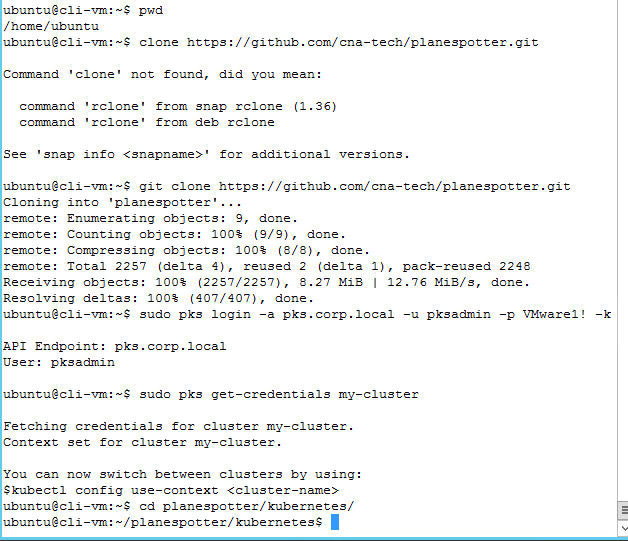 ubuntu@cli-vm:~$ pwd
/home/ubuntu
ubuntu@cli-vm:~$ clone https://github.com/cna-tech/planespotter.git
Command 'clone' not found, did you mean:
command 'rclone' from snap rclone (1.36)
command 'rclone' from deb rclone
See 'snap info <snapname>' for additional versions.
ubuntu@cli-vm:~$ git clone https://github.com/cna-tech/planespotter.git
Cloning into 'planespotter'...
remote: Enumerating objects: 9, done.
remote: Counting objects: 100% (9/9), done.
remote: Compressing objects: 100% (8/8), done.
remote: Total 2257 (delta 4), reused 2 (delta 1), pack-reused 2248
Receiving objects: 100% (2257/2257), 8.27 MiB | 12.76 MiB/s, done.
Resolving deltas: 100% (407/407), done.
ubuntu@cli-vm:~$ sudo pks login -a pks.corp.local -u pksadmin -p VMware1! -k
API Endpoint: pks.corp.local
User: pksadmin
ubuntu@cli-vm:~$ sudo pks get-credentials my-cluster
Fetching credentials for cluster my-cluster.
Context set for cluster my-cluster.
You can now switch between clusters by using:
$kubectl config use-context <cluster-name>
ubuntu@cli-vm:~$ cd planespotter/kubernetes/
ubuntu@cli-vm:~/planespotter/kubernetes$